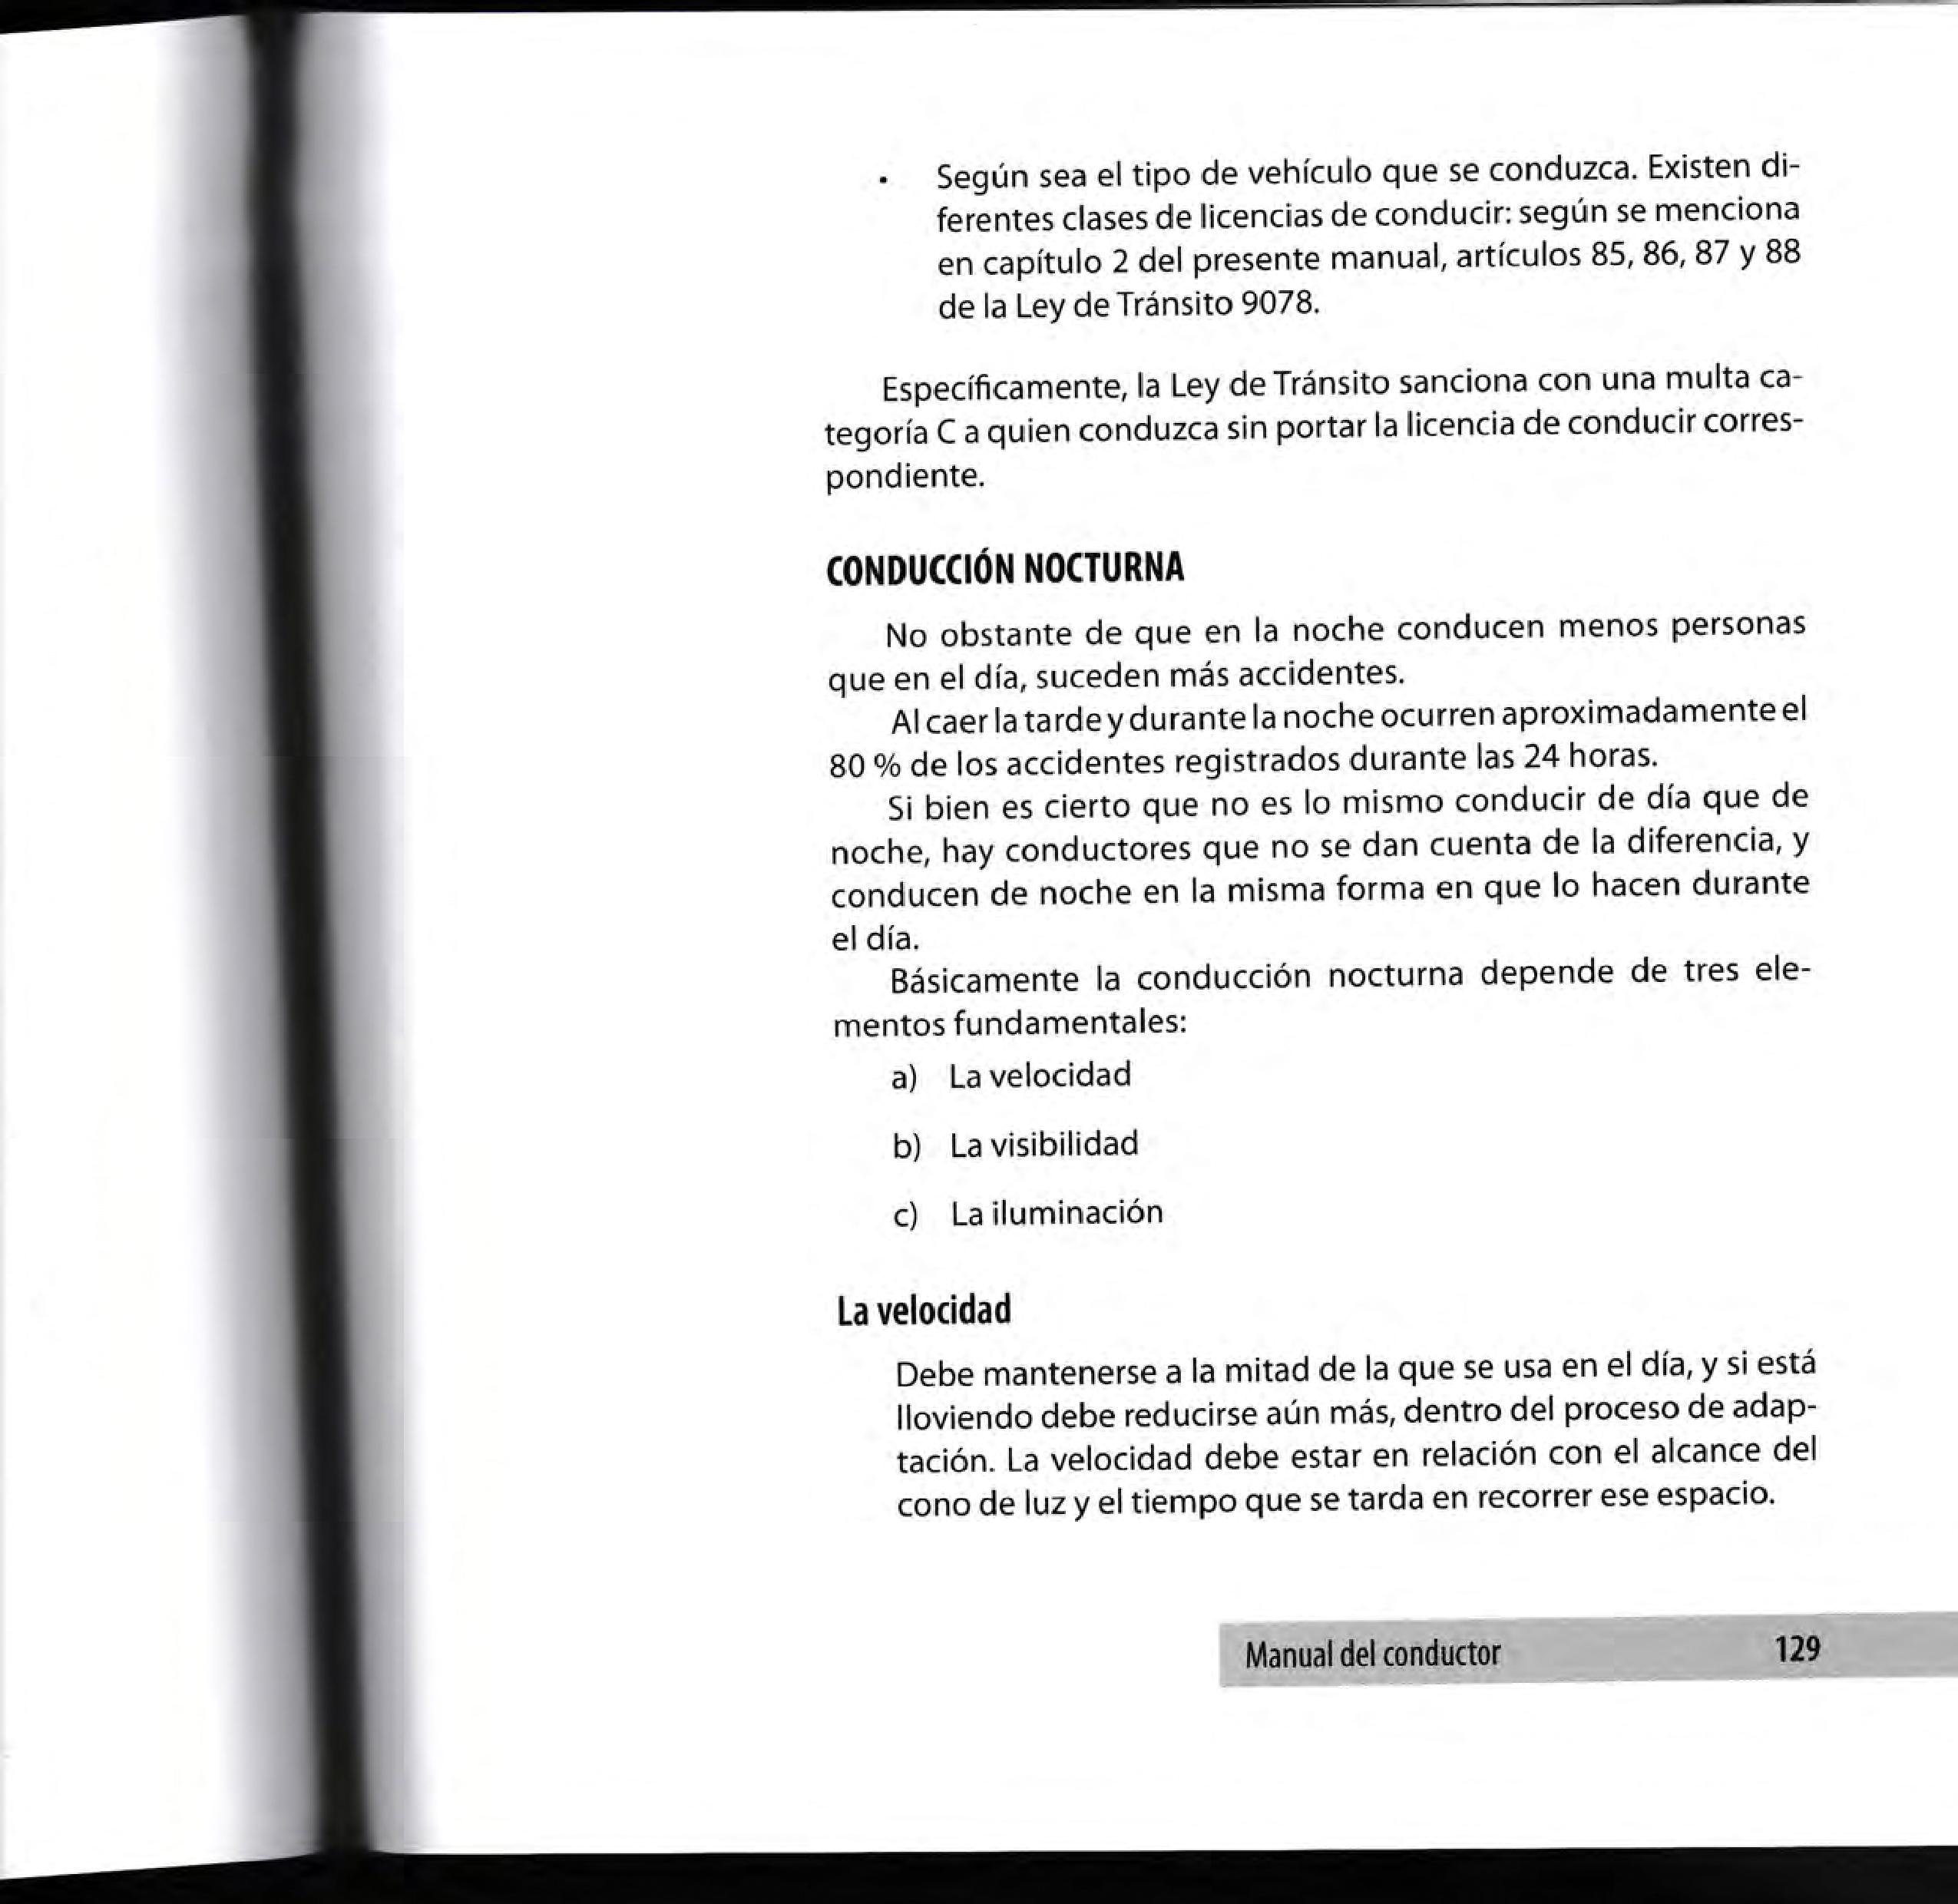 • Según sea el tipo de vehículo que se conduzca. Existen di-
ferentes clases de licencias de conducir: según se menciona
en capítulo 2 del presente manual, artículos 85, 86, 87 y 88
de la Ley de Tránsito 9078.
Específicamente, la Ley de Tránsito sanciona con una multa ca-
tegoría C a quien conduzca sin portar la licencia de conducir corres-
pondiente.
CONDUCCIÓN NOCTURNA
No obstante de que en la noche conducen menos personas
que en el día, suceden más accidentes.
Al caer la tarde y durante la noche ocurren aproximadamente el
80 % de los accidentes registrados durante las 24 horas.
Si bien es cierto que no es lo mismo conducir de día que de
noche, hay conductores que no se dan cuenta de la diferencia, y
conducen de noche en la misma forma en que lo hacen durante
el día.
Básicamente la conducción nocturna depende de tres ele-
mentos fundamentales:
a) La velocidad
b) La visibilidad
c) La iluminación
La velocidad
Debe mantenerse a la mitad de la que se usa en el día, y si está
lloviendo debe reducirse aún más, dentro del proceso de adap-
tación. La velocidad debe estar en relación con el alcance del
cono de luz y el tiempo que se tarda en recorrer ese espacio.
Manual del conductor 129